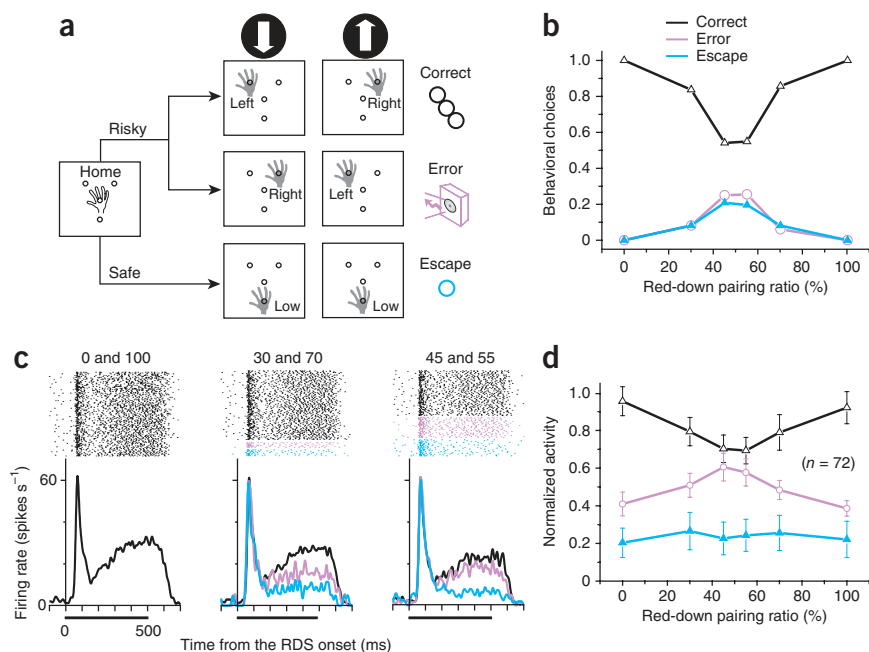 a
Correct
Left
Right
Risky
Home
Error
Right
Left
Safe
Escape
Low
Low
b
Correct
Error
Escape
Behavioral choices
1.0
0.8
0.6
0.4
0.2
0
0 20 40 60 80 100
Red-down pairing ratio (%)
c
0 and 100
30 and 70
45 and 55
Firing rate (spikes s⁻¹)
60
0
0 500
Time from the RDS onset (ms)
d
Normalized activity
1.0
0.8
0.6
0.4
0.2
0
(n = 72)
0 20 40 60 80 100
Red-down pairing ratio (%)